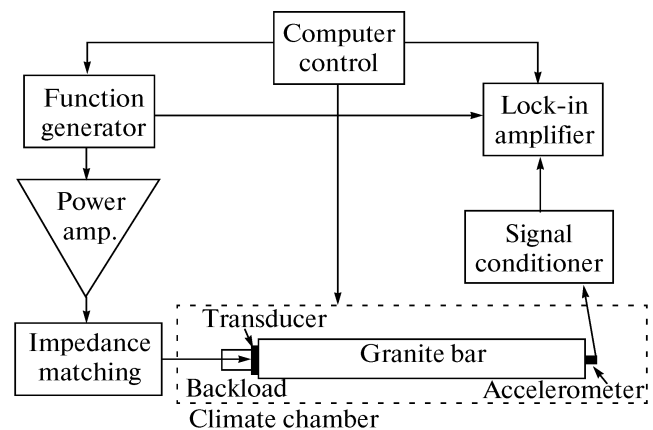 Computer
control
Function
generator
Lock-in
amplifier
Power
amp.
Signal
conditioner
Transducer
Impedance
matching
Granite bar
Backload
Accelerometer
Climate chamber